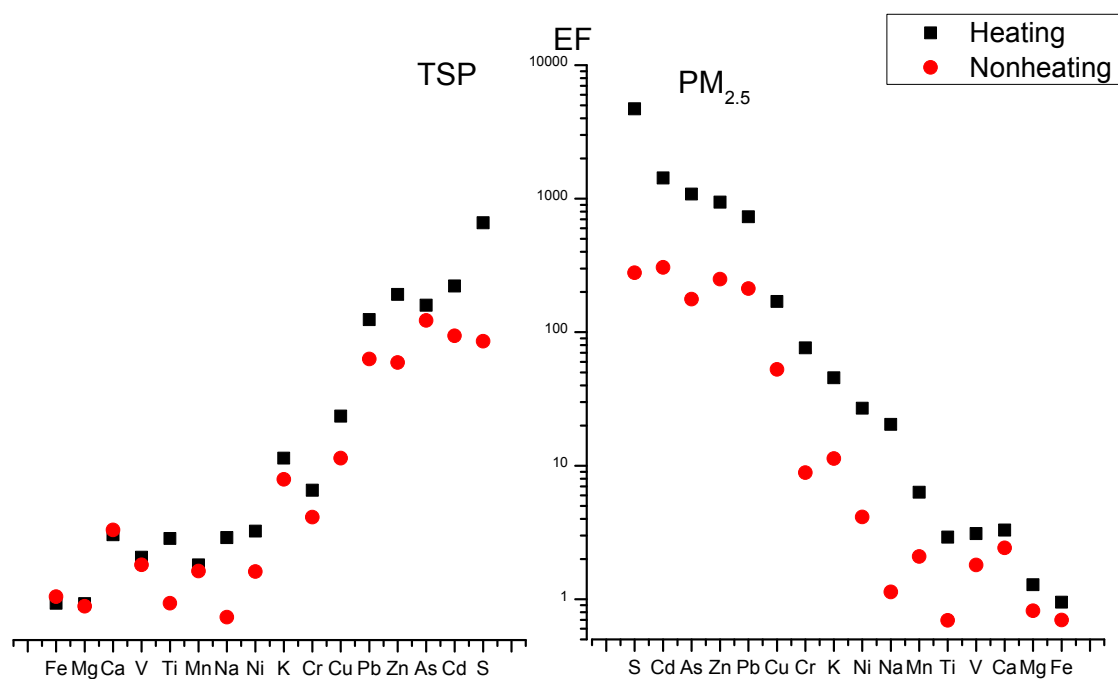 EF
Heating
Nonheating
TSP
PM2.5
10000
1000
100
10
1
Fe Mg Ca V Ti Mn Na Ni K Cr Cu Pb Zn As Cd S
S Cd As Zn Pb Cu Cr K Ni Na Mn Ti V Ca Mg Fe